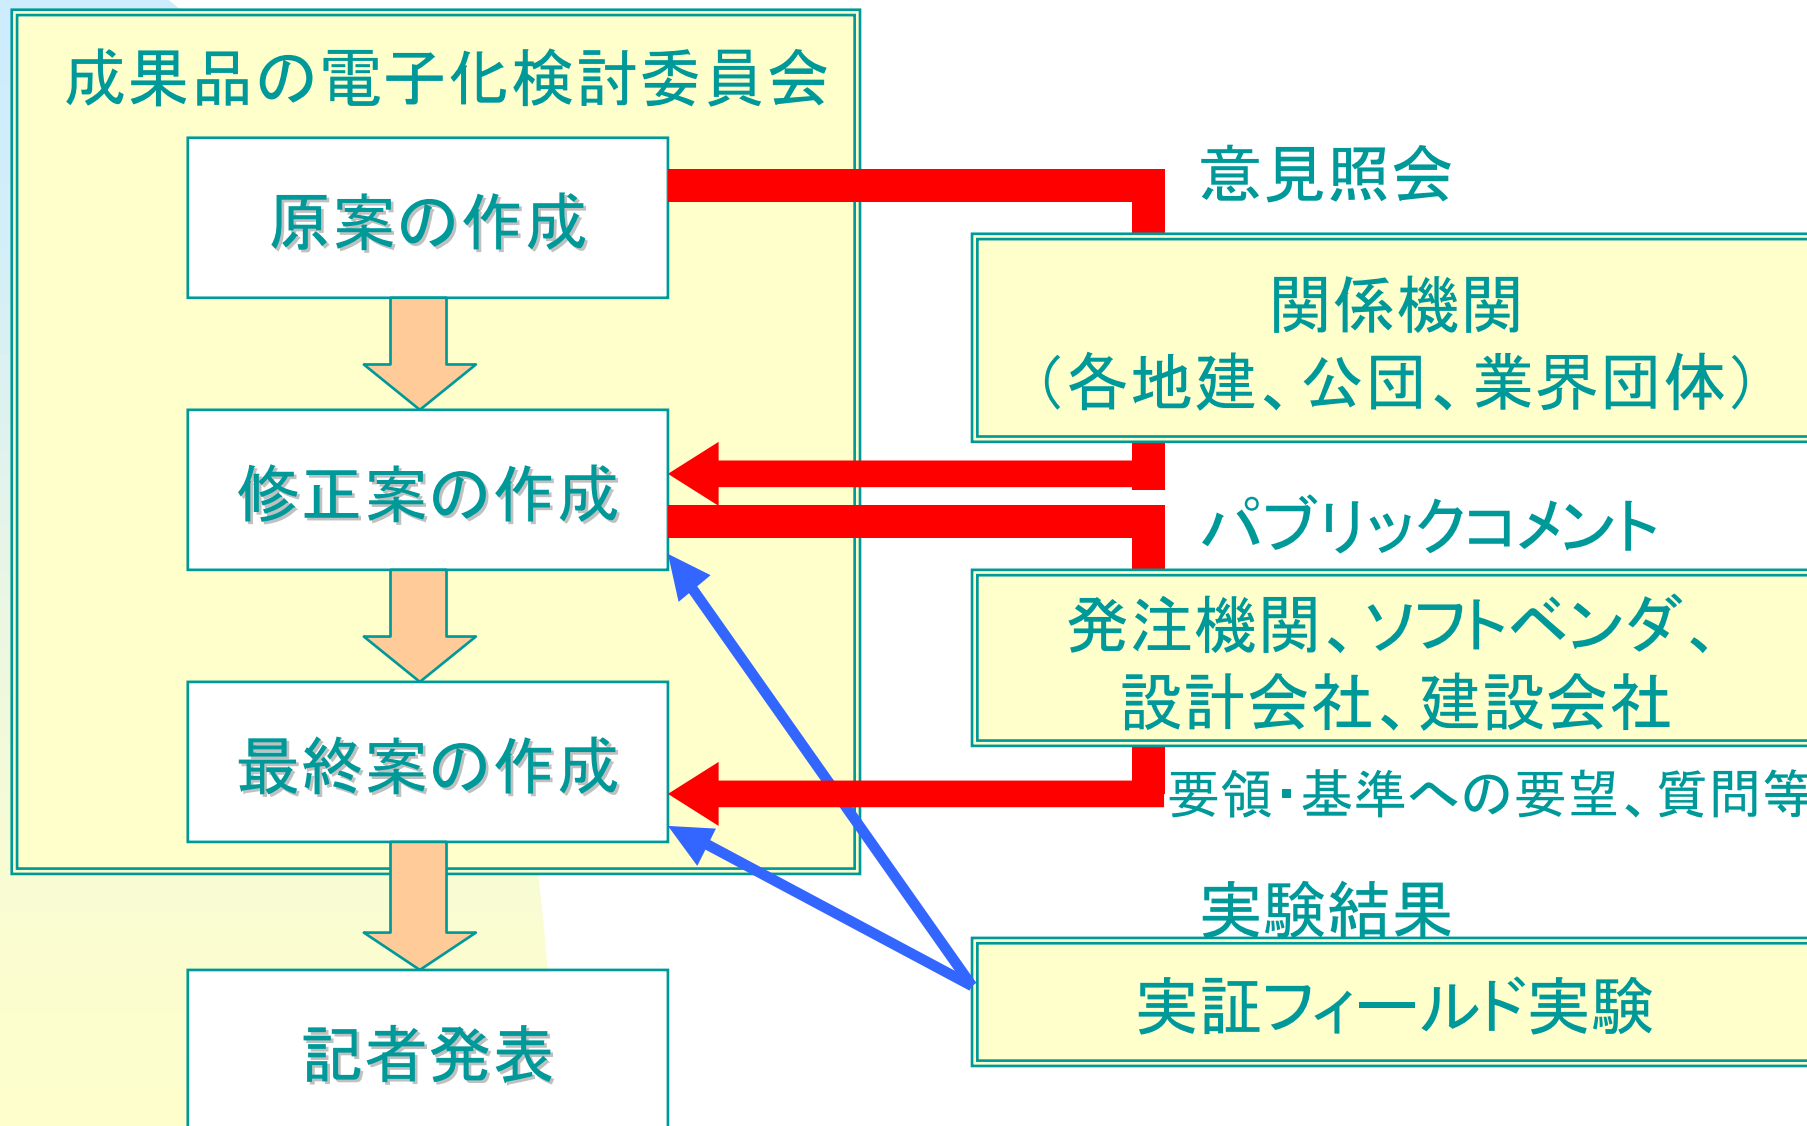 成果品の電子化検討委員会
原案の作成
意見照会
関係機関
（各地建、公団、業界団体）
修正案の作成
パブリックコメント
発注機関、ソフトベンダ、
設計会社、建設会社
最終案の作成
要領・基準への要望、質問等
実験結果
実証フィールド実験
記者発表